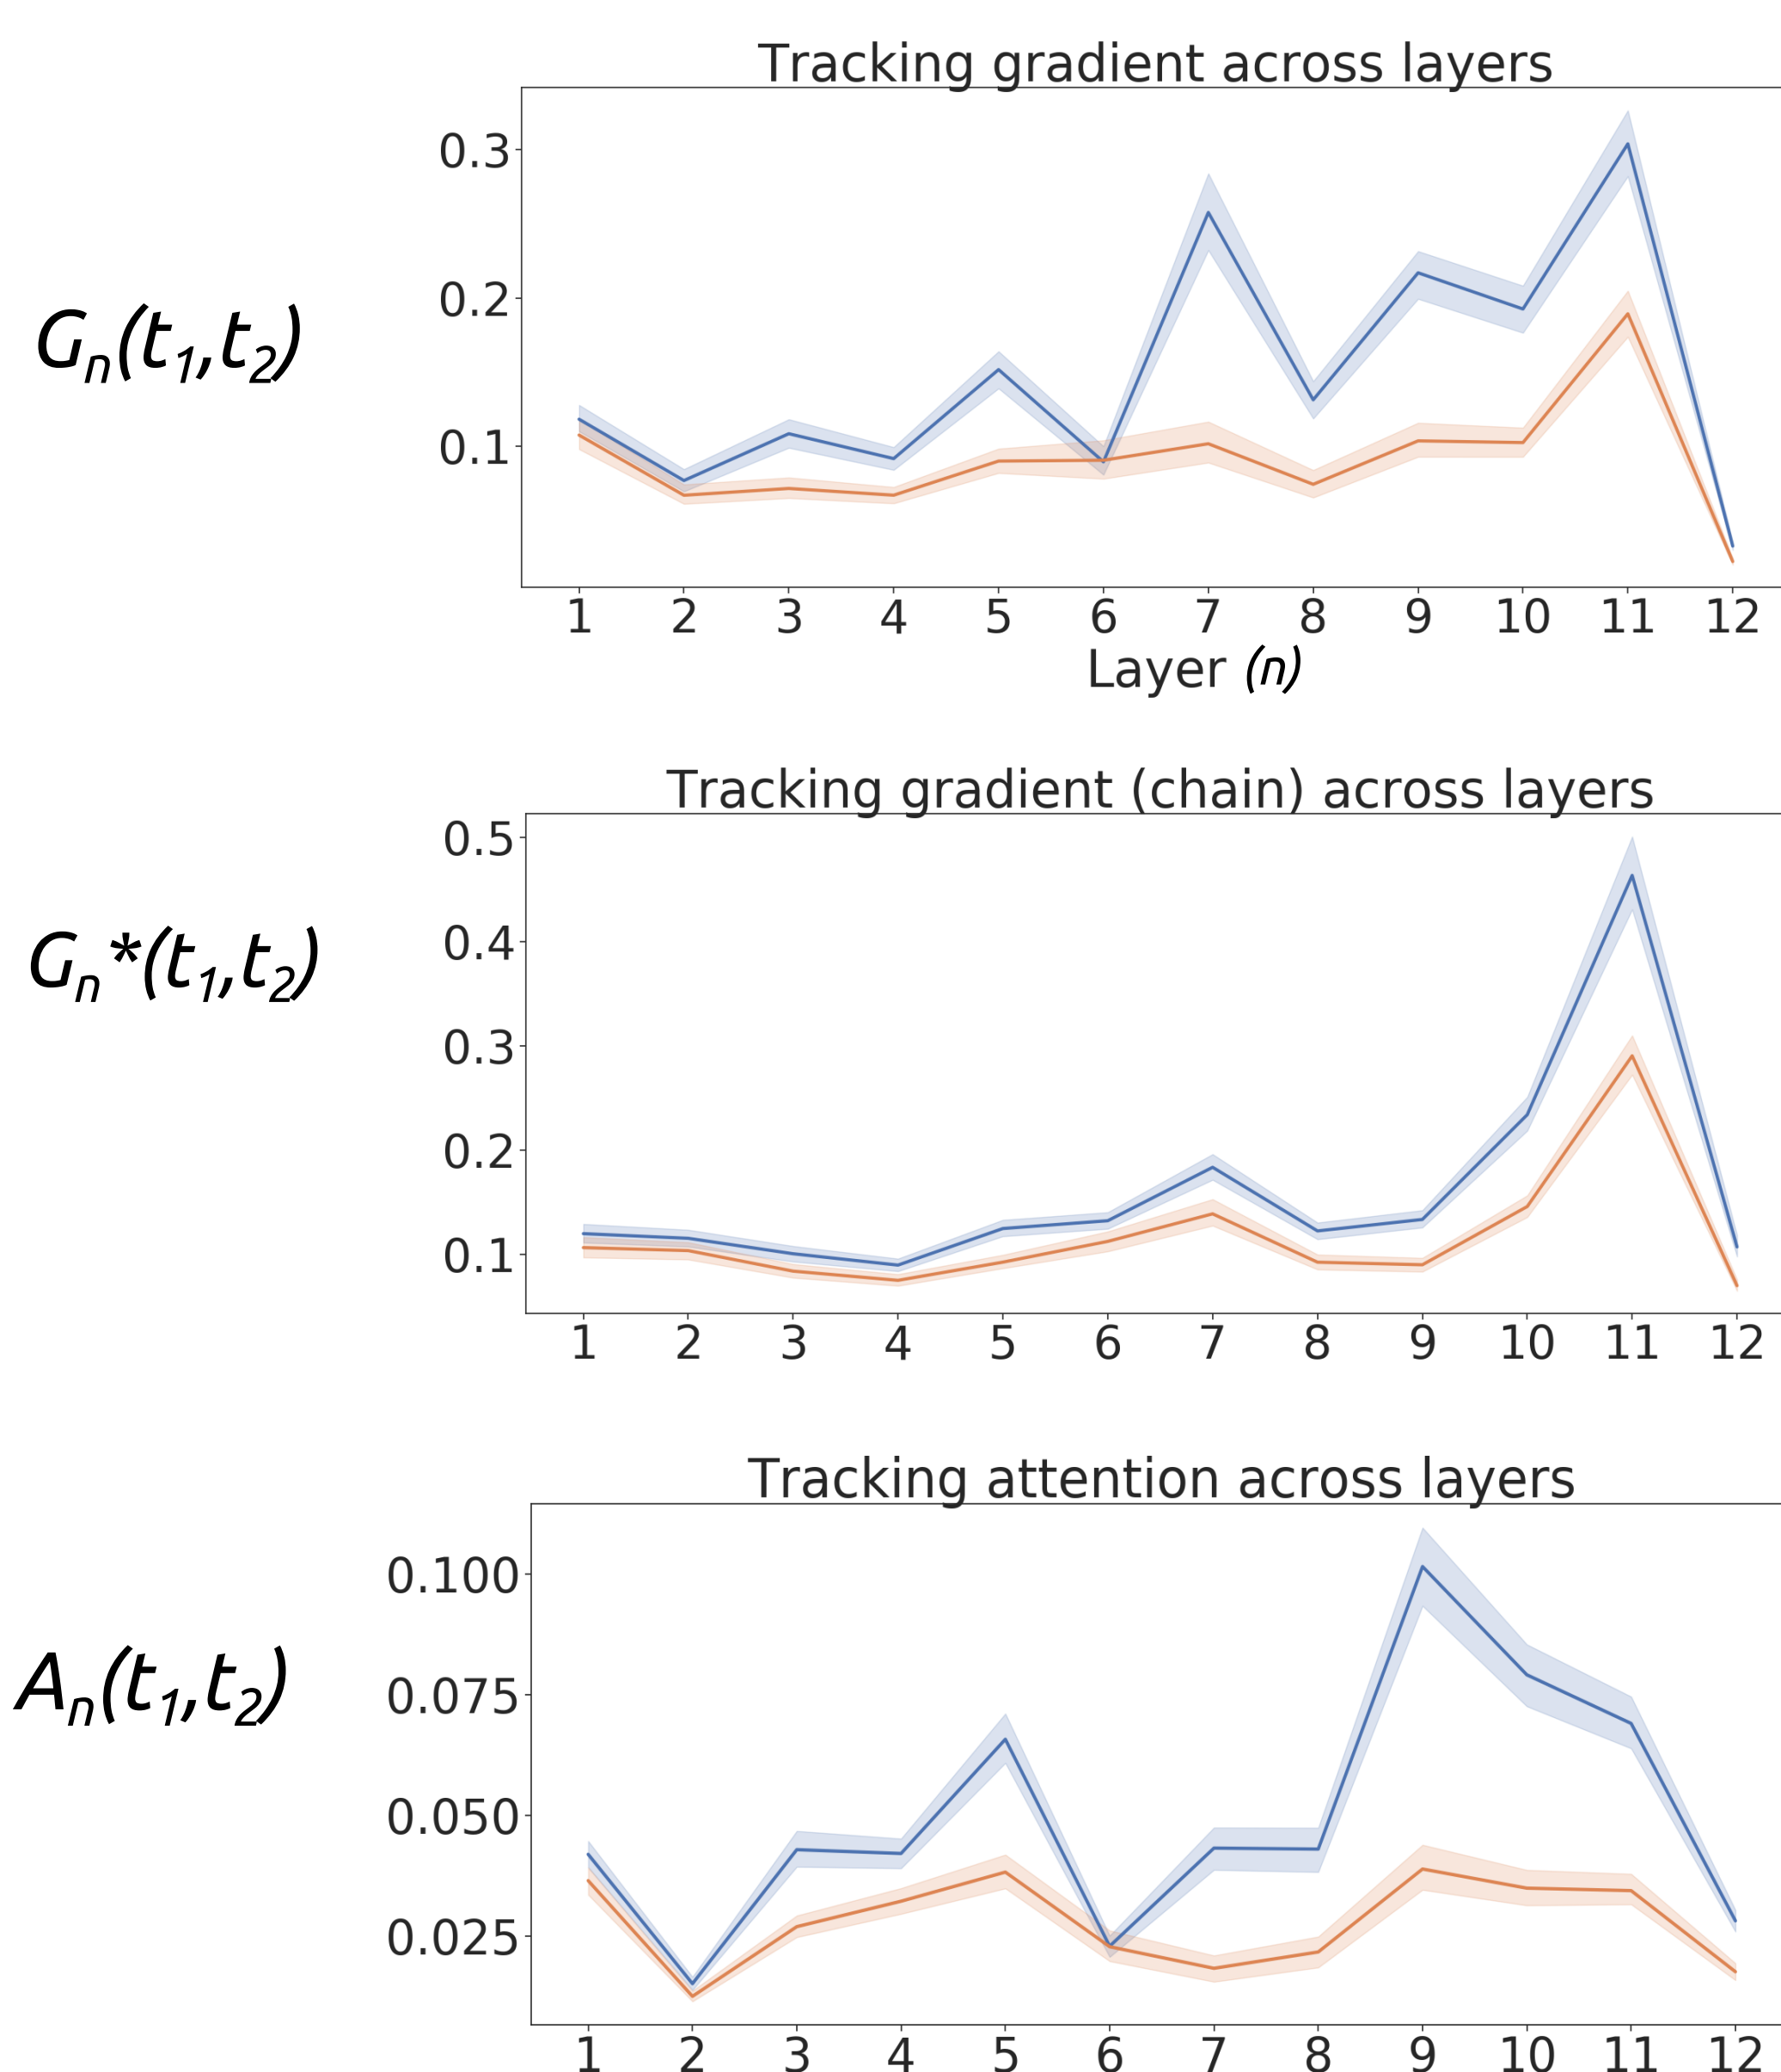 Tracking gradient across layers
Gn(t1,t2)
0.3
0.2
0.1
1 2 3 4 5 6 7 8 9 10 11 12
Layer (n)
Tracking gradient (chain) across layers
Gn*(t1,t2)
0.5
0.4
0.3
0.2
0.1
1 2 3 4 5 6 7 8 9 10 11 12
Tracking attention across layers
An(t1,t2)
0.100
0.075
0.050
0.025
1 2 3 4 5 6 7 8 9 10 11 12